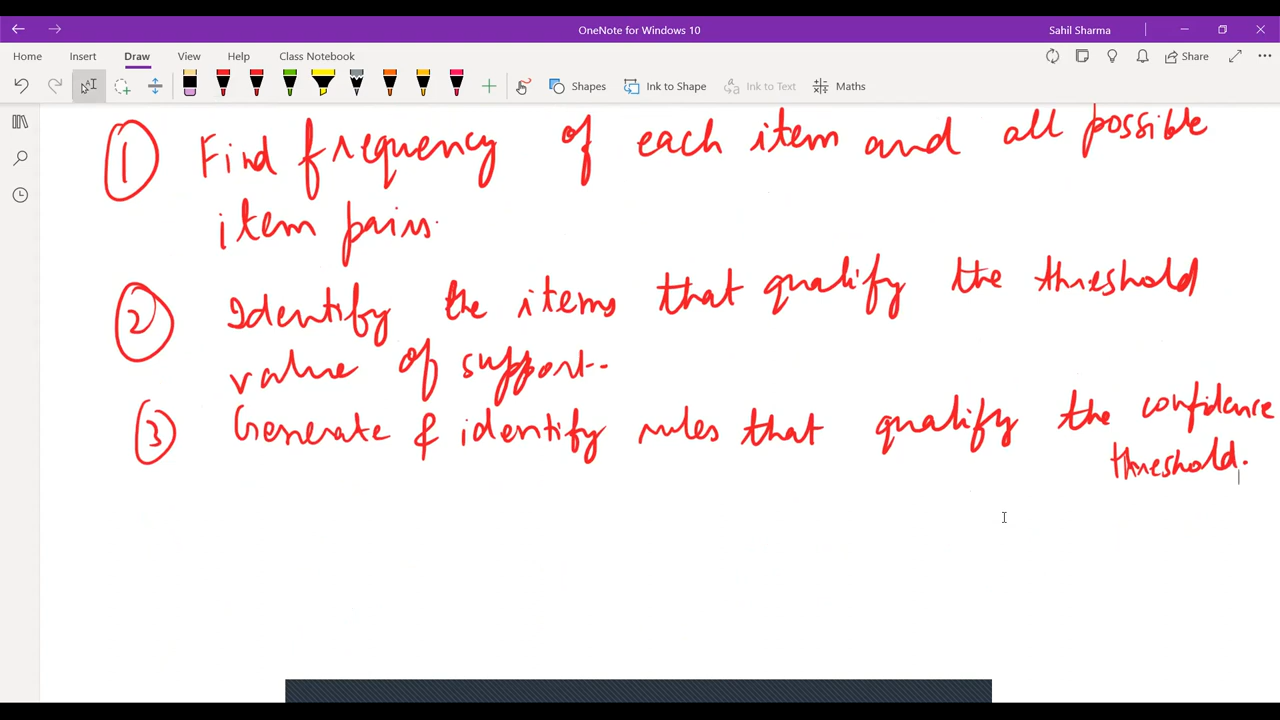 OneNote for Windows 10
Sahil Sharma
Home Insert Draw View Help Class Notebook
Share
Shapes Ink to Shape Ink to Text Maths
1 Find frequency of each item and all possible
item pairs.
2 Identify the items that qualify the threshold
value of support.
3 Generate & identify rules that qualify the confidence
threshold.